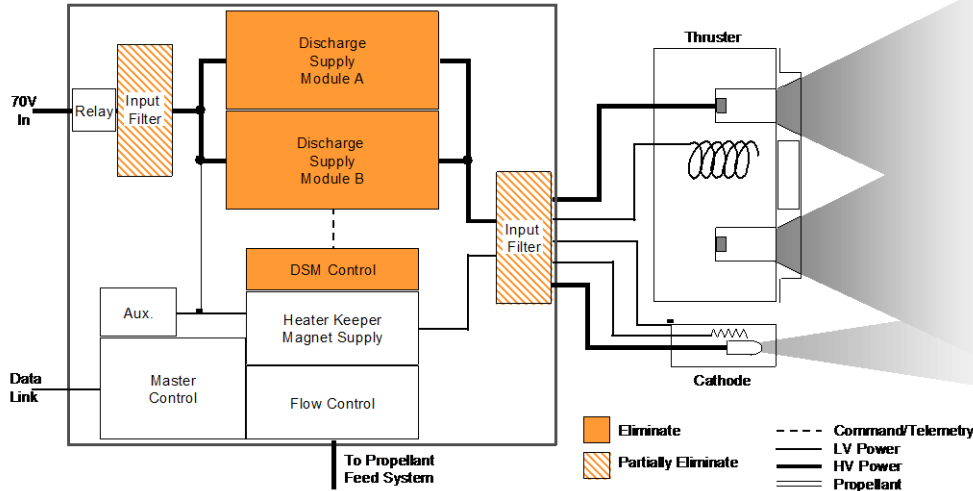 Thruster
Discharge
Supply
Module A
70V
In
Relay
Input
Filter
Discharge
Supply
Module B
Input
Filter
DSM Control
Aux.
Heater Keeper
Magnet Supply
Data
Link
Master
Control
Flow Control
Cathode
To Propellant
Feed System
Eliminate
Partially Eliminate
Command/Telemetry
LV Power
HV Power
Propellant